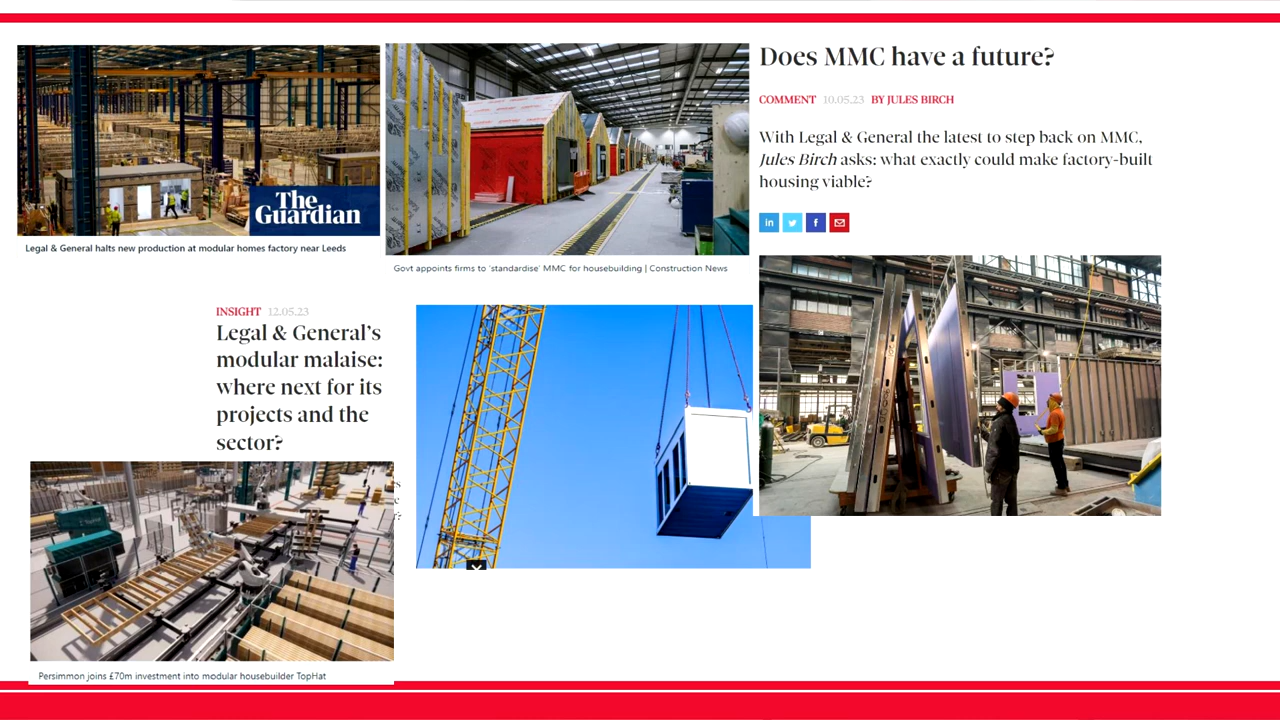 The
Guardian
Legal & General halts new production at modular homes factory near Leeds
Govt appoints firms to 'standardise' MMC for housebuilding | Construction News
Does MMC have a future?
COMMENT 10.05.23 BY JULES BIRCH
With Legal & General the latest to step back on MMC,
Jules Birch asks: what exactly could make factory-built
housing viable?
in
f
INSIGHT 12.05.23
Legal & General's
modular malaise:
where next for its
projects and the
sector?
Persimmon joins £70m investment into modular housebuilder TopHat